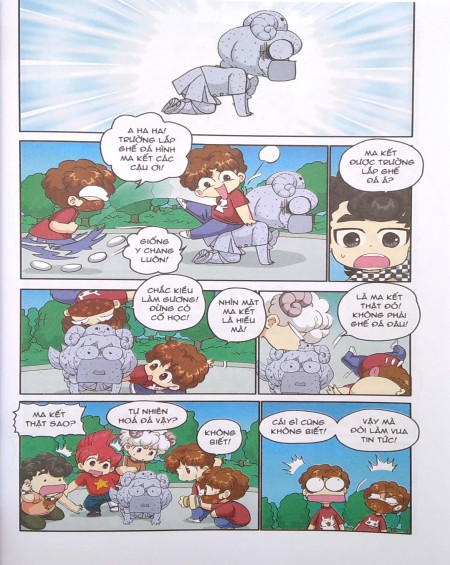 A HA HA!
TRƯỜNG LẮP
GHẾ ĐÁ HÌNH
MA KẾT CÁC
CẬU ƠI!
GIỐNG
Y CHANG
LUÔN!
MA KẾT
ĐƯỢC TRƯỜNG
LẮP GHẾ
ĐÁ Á?
CHẮC KIỂU
LÀM GƯƠNG!
ĐỪNG CÓ
CỐ HỌC!
NHÌN MẶT
MA KẾT
LÀ HIỂU
MÀ!
LÀ MA KẾT
THẬT ĐÓ!
KHÔNG PHẢI
GHẾ ĐÁ ĐÂU!
MA KẾT
THẬT SAO?
TỰ NHIÊN
HOÁ ĐÁ VẬY?
KHÔNG
BIẾT!
CÁI GÌ CŨNG
KHÔNG BIẾT!
VẬY MÀ
ĐÒI LÀM VUA
TIN TỨC!